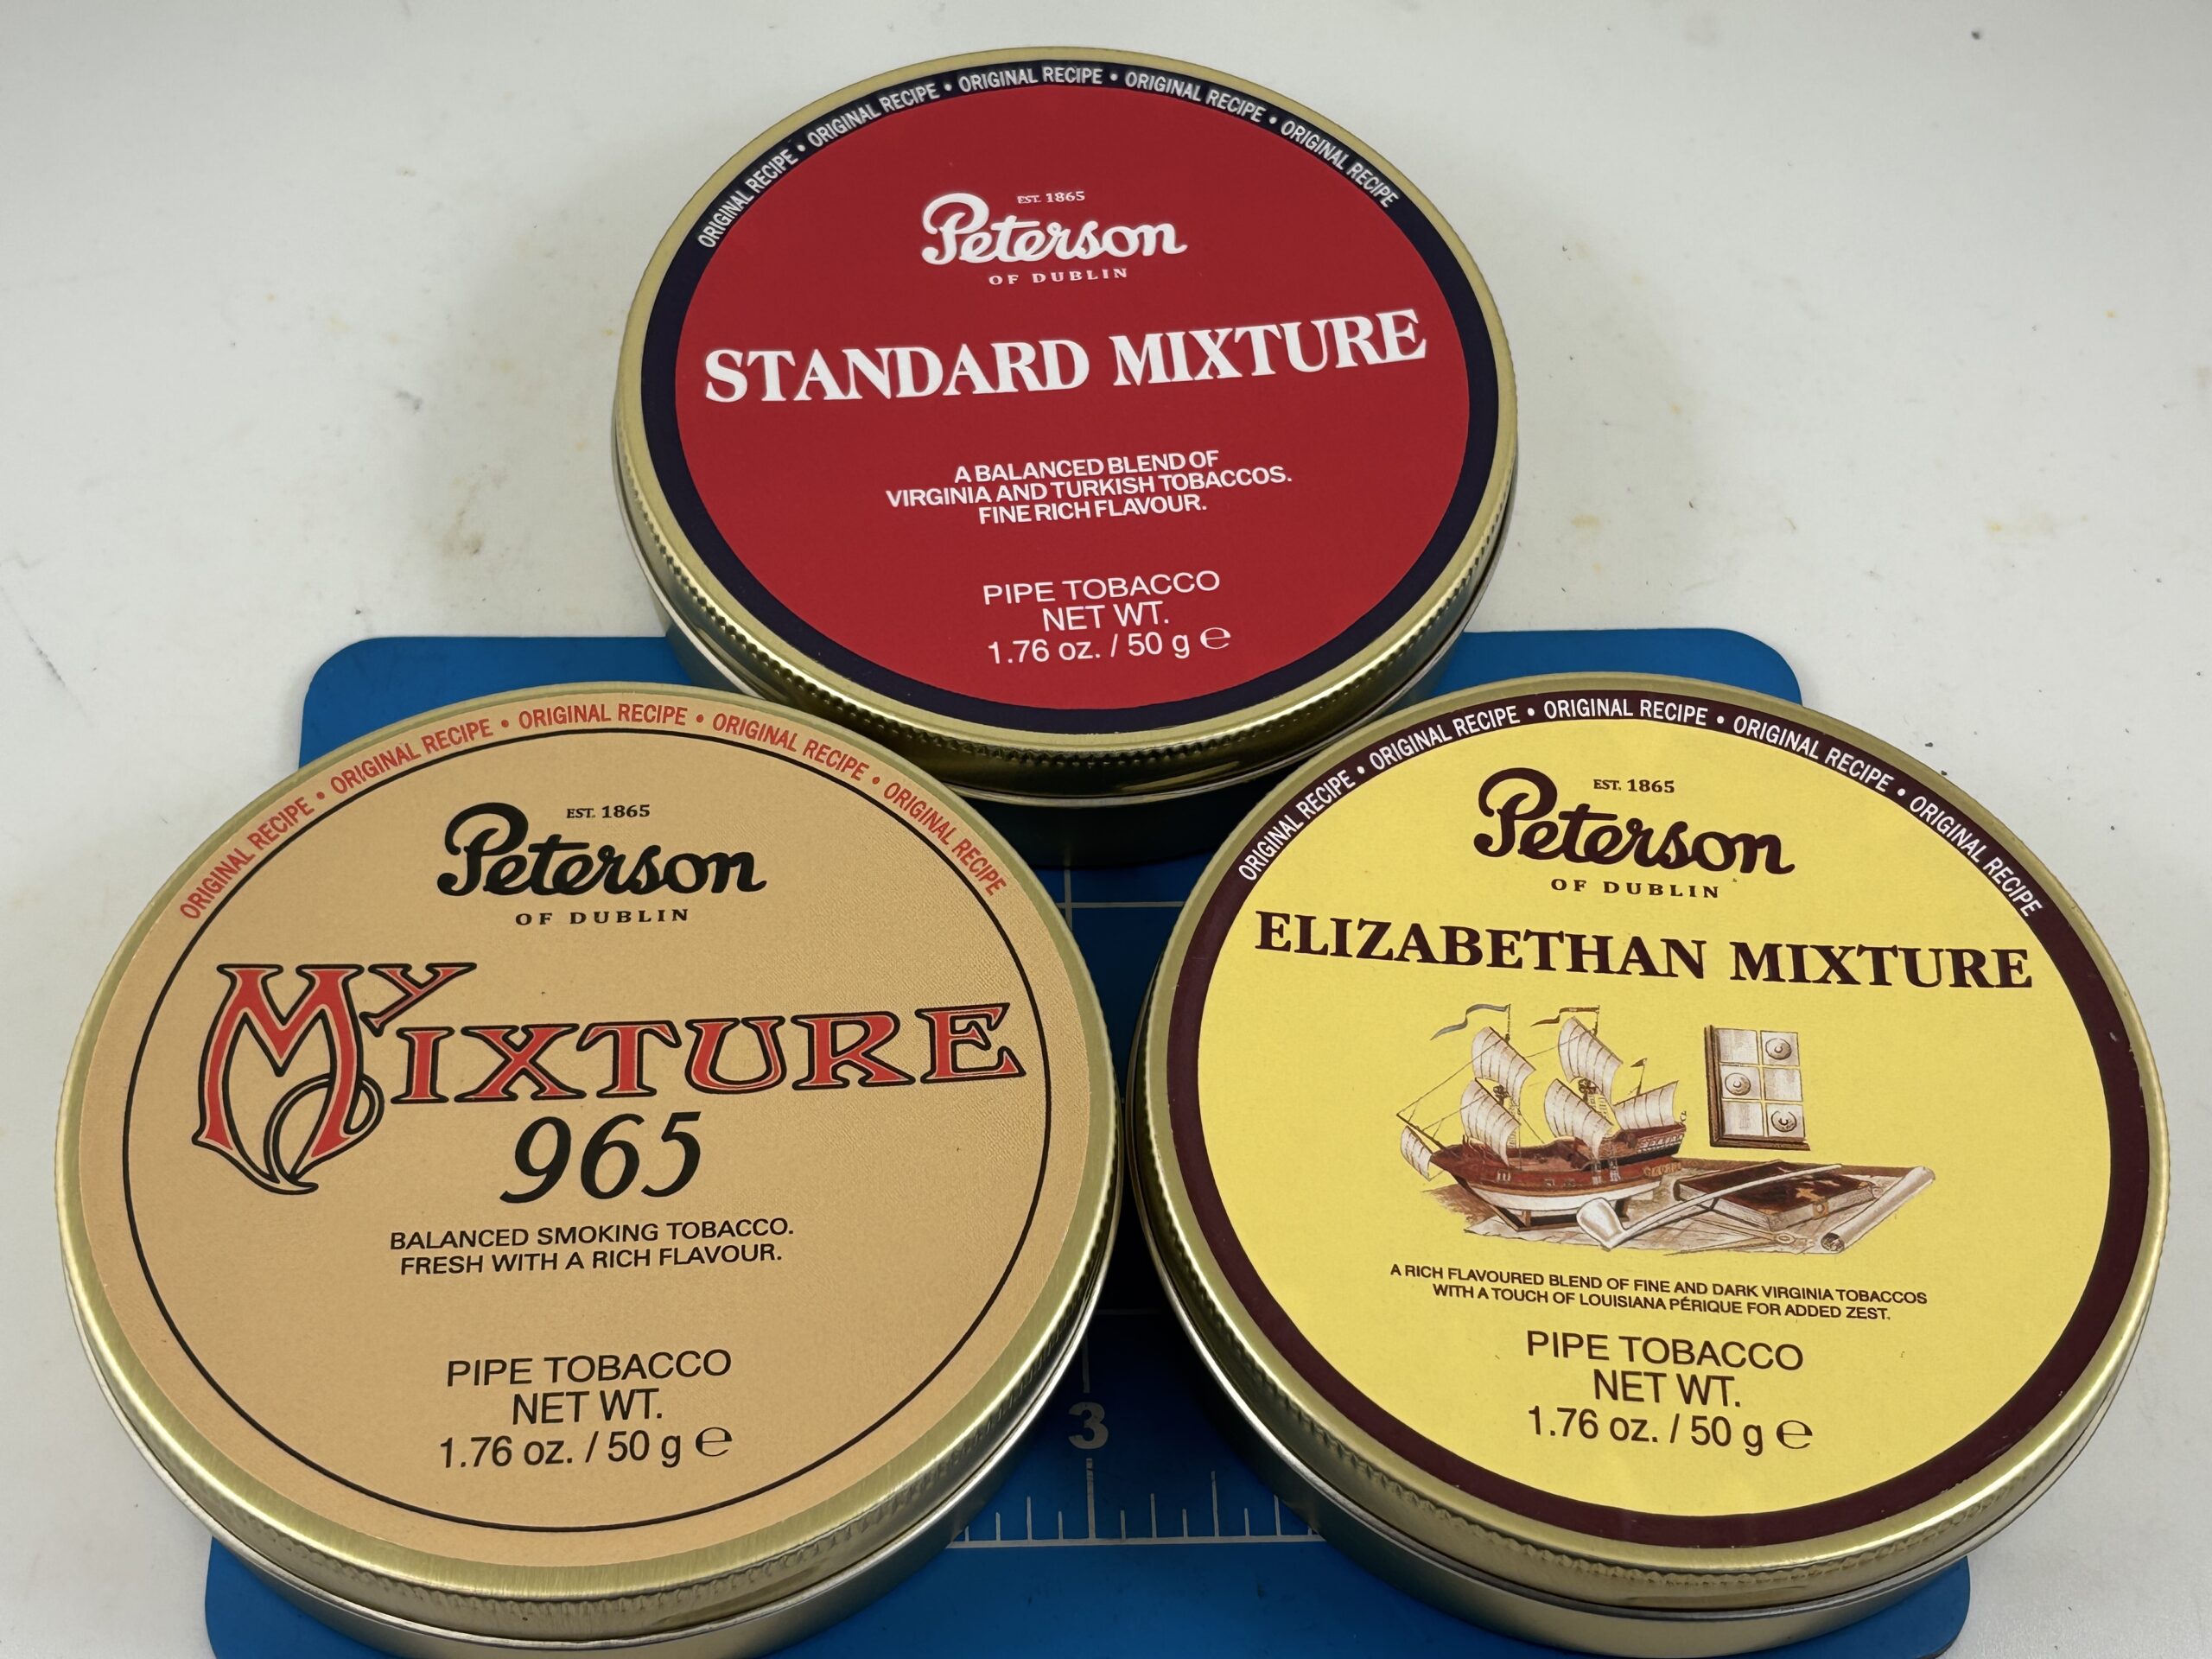 ORIGINAL RECIPE • ORIGINAL RECIPE • ORIGINAL RECIPE • ORIGINAL RECIPE • ORIGINAL RECIPE
EST. 1865
Peterson
OF DUBLIN
STANDARD MIXTURE
A BALANCED BLEND OF
VIRGINIA AND TURKISH TOBACCOS.
FINE RICH FLAVOUR.
PIPE TOBACCO
NET WT.
1.76 oz. / 50 g ℮
ORIGINAL RECIPE • ORIGINAL RECIPE • ORIGINAL RECIPE • ORIGINAL RECIPE • ORIGINAL RECIPE
EST. 1865
Peterson
OF DUBLIN
MY MIXTURE
965
BALANCED SMOKING TOBACCO.
FRESH WITH A RICH FLAVOUR.
PIPE TOBACCO
NET WT.
1.76 oz. / 50 g ℮
ORIGINAL RECIPE • ORIGINAL RECIPE • ORIGINAL RECIPE • ORIGINAL RECIPE • ORIGINAL RECIPE
EST. 1865
Peterson
OF DUBLIN
ELIZABETHAN MIXTURE
A RICH FLAVOURED BLEND OF FINE AND DARK VIRGINIA TOBACCOS
WITH A TOUCH OF LOUISIANA PÉRIQUE FOR ADDED ZEST.
PIPE TOBACCO
NET WT.
1.76 oz. / 50 g ℮
3